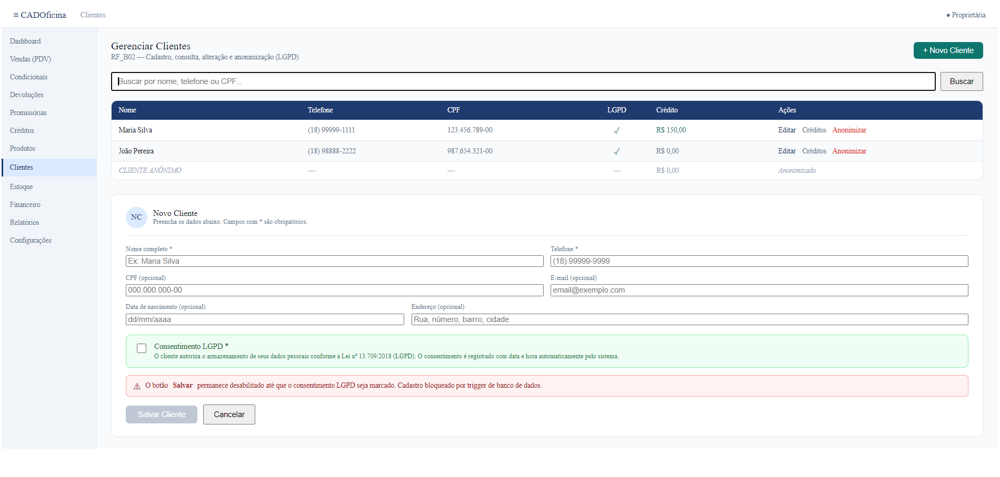 ≡ CADOficina Clientes ● Proprietária
Dashboard
Vendas (PDV)
Condicionais
Devoluções
Promissórias
Créditos
Produtos
Clientes
Estoque
Financeiro
Relatórios
Configurações
Gerenciar Clientes
RF_B02 — Cadastro, consulta, alteração e anonimização (LGPD)
+ Novo Cliente
Buscar por nome, telefone ou CPF...
Buscar
Nome Telefone CPF LGPD Crédito Ações
Maria Silva (18) 99999-1111 123.456.789-00 ✓ R$ 150,00 Editar Créditos Anonimizar
João Pereira (18) 98888-2222 987.654.321-00 ✓ R$ 0,00 Editar Créditos Anonimizar
CLIENTE ANÔNIMO — — — R$ 0,00 Anonimizado
NC
Novo Cliente
Preencha os dados abaixo. Campos com * são obrigatórios.
Nome completo * Telefone *
Ex: Maria Silva (18) 99999-9999
CPF (opcional) E-mail (opcional)
000.000.000-00 email@exemplo.com
Data de nascimento (opcional) Endereço (opcional)
dd/mm/aaaa Rua, número, bairro, cidade
Consentimento LGPD *
O cliente autoriza o armazenamento de seus dados pessoais conforme a Lei nº 13.709/2018 (LGPD). O consentimento é registrado com data e hora automaticamente pelo sistema.
⚠ O botão Salvar permanece desabilitado até que o consentimento LGPD seja marcado. Cadastro bloqueado por trigger de banco de dados.
Salvar Cliente Cancelar